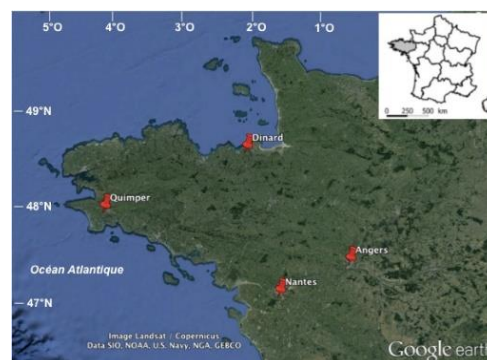 5°O 4°O 2°O 1°O
0 250 500 km
49°N
Dinard
48°N
Quimper
Angers
Océan Atlantique
Nantes
47°N
Image Landsat / Copernicus
Data SIO, NOAA, U.S. Navy, NGA, GEBCO
Google earth